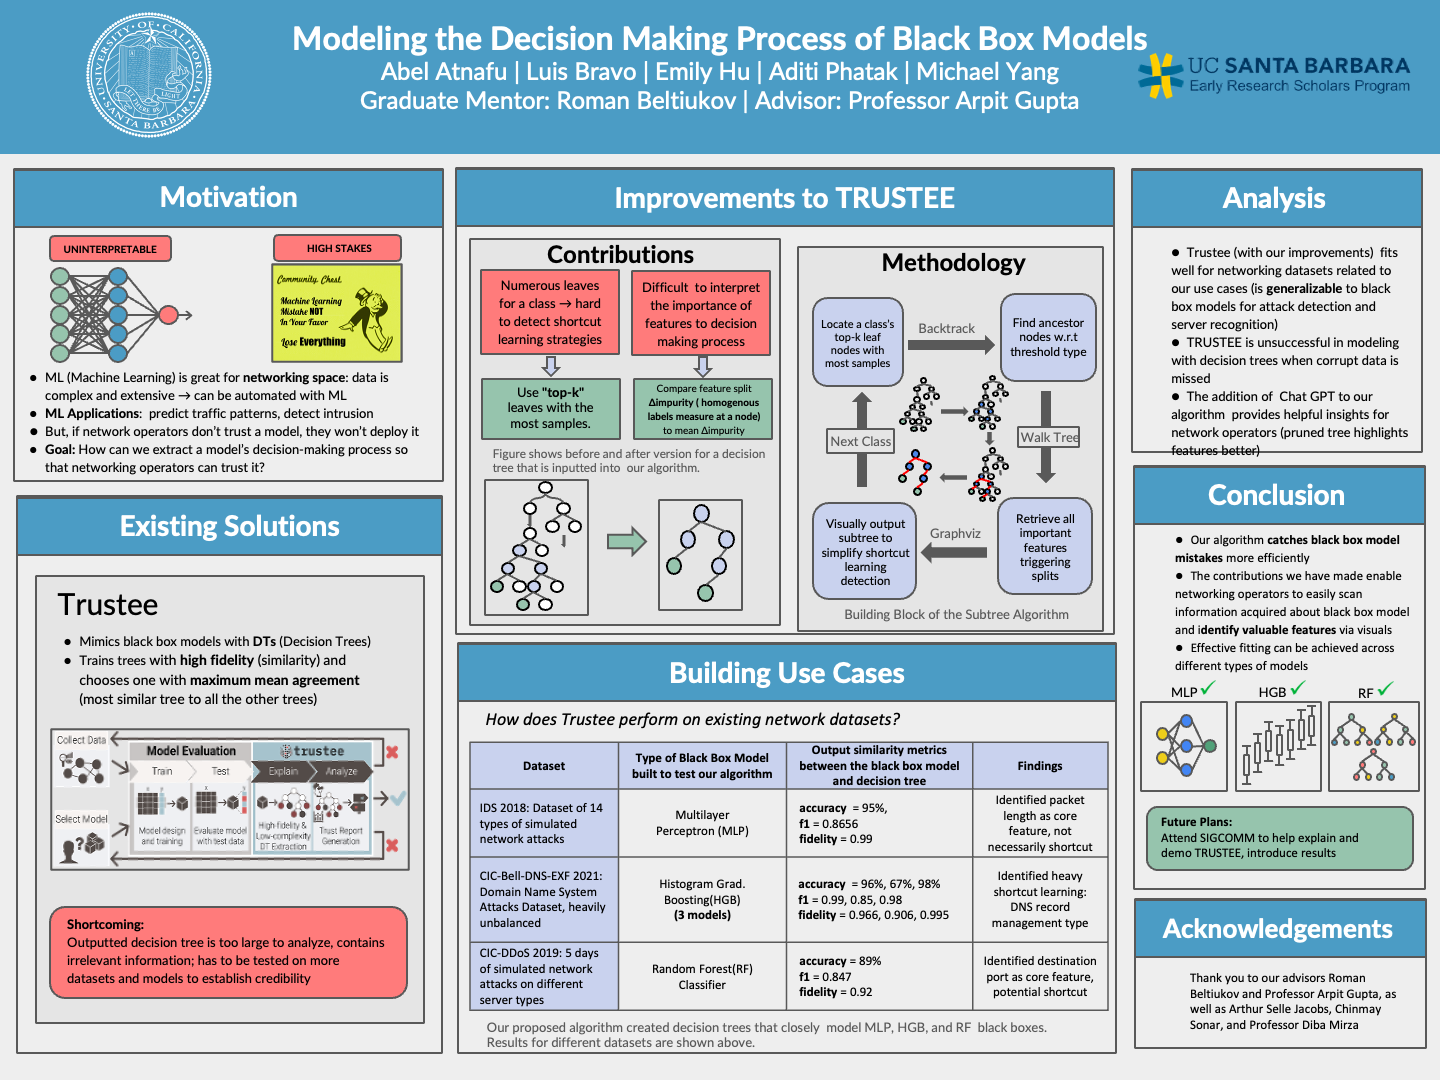 Modeling the Decision Making Process of Black Box Models
Abel Atnafu | Luis Bravo | Emily Hu | Aditi Phatak | Michael Yang
Graduate Mentor: Roman Beltiukov | Advisor: Professor Arpit Gupta
UNIVERSITY OF CALIFORNIA
SANTA BARBARA
UC SANTA BARBARA
Early Research Scholars Program
Motivation
UNINTERPRETABLE
HIGH STAKES
Community Chest
Machine Learning
Mistake NOT
In Your Favor
Lose Everything
● ML (Machine Learning) is great for networking space: data is
complex and extensive → can be automated with ML
● ML Applications:  predict traffic patterns, detect intrusion
● But, if network operators don't trust a model, they won't deploy it
● Goal: How can we extract a model's decision-making process so
that networking operators can trust it?
Existing Solutions
Trustee
● Mimics black box models with DTs (Decision Trees)
● Trains trees with high fidelity (similarity) and
chooses one with maximum mean agreement
(most similar tree to all the other trees)
Collect Data
Select Model
Model Evaluation
trustee
Train
Test
Explain
Analyze
Model design
and training
Evaluate model
with test data
High-fidelity &
Low-complexity
DT Extraction
Trust Report
Generation
Shortcoming:
Outputted decision tree is too large to analyze, contains
irrelevant information; has to be tested on more
datasets and models to establish credibility
Improvements to TRUSTEE
Contributions
Numerous leaves
for a class → hard
to detect shortcut
learning strategies
Difficult  to interpret
the importance of
features to decision
making process
Use "top-k"
leaves with the
most samples.
Compare feature split
Δimpurity ( homogenous
labels measure at a node)
to mean Δimpurity
Figure shows before and after version for a decision
tree that is inputted into  our algorithm.
Methodology
Locate a class's
top-k leaf
nodes with
most samples
Backtrack
Find ancestor
nodes w.r.t
threshold type
Next Class
Walk Tree
Visually output
subtree to
simplify shortcut
learning
detection
Graphviz
Retrieve all
important
features
triggering
splits
Building Block of the Subtree Algorithm
Building Use Cases
How does Trustee perform on existing network datasets?
Dataset
Type of Black Box Model
built to test our algorithm
Output similarity metrics
between the black box model
and decision tree
Findings
IDS 2018: Dataset of 14
types of simulated
network attacks
Multilayer
Perceptron (MLP)
accuracy  = 95%,
f1 = 0.8656
fidelity = 0.99
Identified packet
length as core
feature, not
necessarily shortcut
CIC-Bell-DNS-EXF 2021:
Domain Name System
Attacks Dataset, heavily
unbalanced
Histogram Grad.
Boosting(HGB)
(3 models)
accuracy  = 96%, 67%, 98%
f1 = 0.99, 0.85, 0.98
fidelity = 0.966, 0.906, 0.995
Identified heavy
shortcut learning:
DNS record
management type
CIC-DDoS 2019: 5 days
of simulated network
attacks on different
server types
Random Forest(RF)
Classifier
accuracy = 89%
f1 = 0.847
fidelity = 0.92
Identified destination
port as core feature,
potential shortcut
Our proposed algorithm created decision trees that closely  model MLP, HGB, and RF  black boxes.
Results for different datasets are shown above.
Analysis
● Trustee (with our improvements)  fits
well for networking datasets related to
our use cases (is generalizable to black
box models for attack detection and
server recognition)
● TRUSTEE is unsuccessful in modeling
with decision trees when corrupt data is
missed
● The addition of  Chat GPT to our
algorithm  provides helpful insights for
network operators (pruned tree highlights
features better)
Conclusion
● Our algorithm catches black box model
mistakes more efficiently
● The contributions we have made enable
networking operators to easily scan
information acquired about black box model
and identify valuable features via visuals
● Effective fitting can be achieved across
different types of models
MLP ✓
HGB ✓
RF ✓
Future Plans:
Attend SIGCOMM to help explain and
demo TRUSTEE, introduce results
Acknowledgements
Thank you to our advisors Roman
Beltiukov and Professor Arpit Gupta, as
well as Arthur Selle Jacobs, Chinmay
Sonar, and Professor Diba Mirza